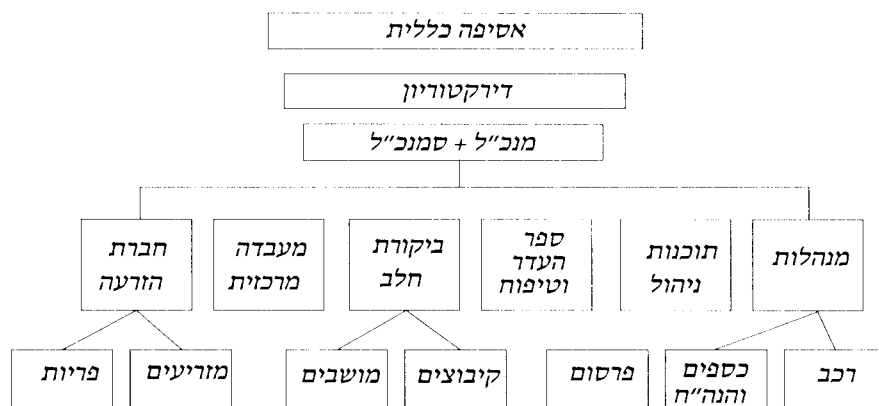 אסיפה כללית
דירקטוריון
מנכ״ל + סמנכ״ל
מנהלות
תוכנות
ניהול
ספר
העדר
וטיפוח
ביקורת
חלב
מעבדה
מרכזית
חברת
הזרעה
רכב
כספים
והנה״ח
פרסום
קיבוצים
מושבים
מזריעים
פריות